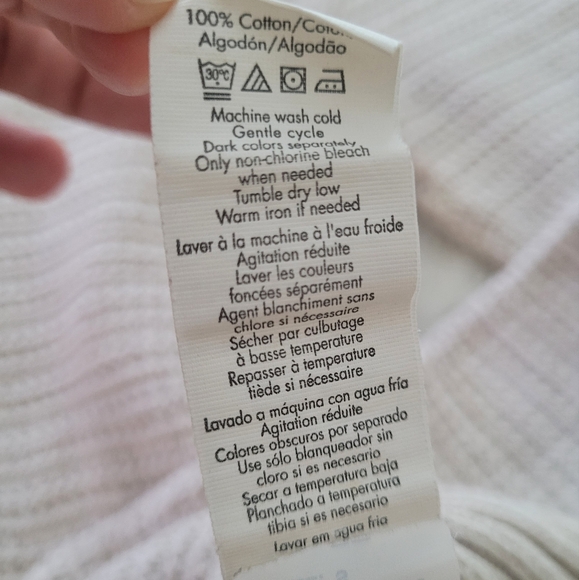 100% Cotton/
Algodón/Algodão
30°C
Machine wash cold
Gentle cycle
Dark colors separately
Only non-chlorine bleach
when needed
Tumble dry low
Warm iron if needed
Laver à la machine à l'eau froide
Agitation réduite
Laver les couleurs
foncées séparément
Agent blanchiment sans
chlore si nécessaire
Sécher par culbutage
à basse temperature
Repasser à temperature
tiède si nécessaire
Lavado a máquina con agua fría
Agitación réduite
Colores obscuros por separado
Use sólo blanqueador sin
cloro si es necesario
Secar a temperatura baja
Planchado a temperatura
tibia si es necesario
Lavar em agua fria